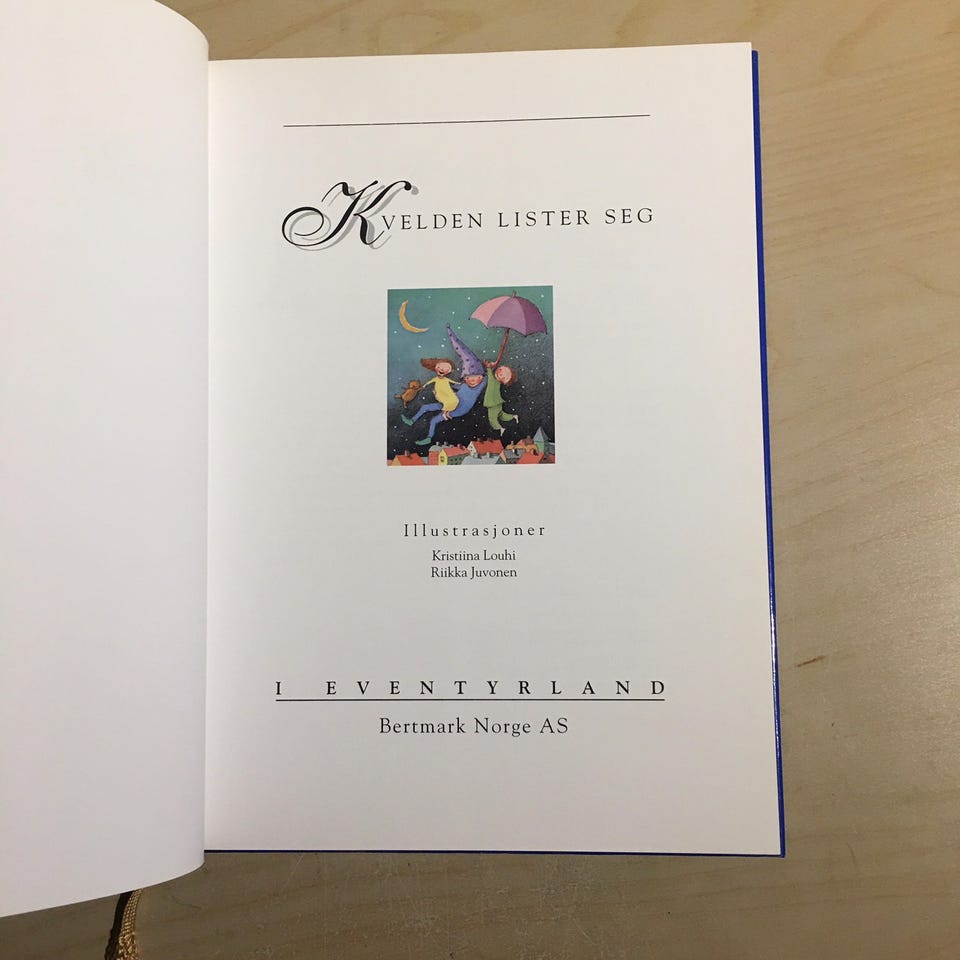 KVELDEN LISTER SEG
Illustrasjoner
Kristiina Louhi
Riikka Juvonen
I EVENTYRLAND
Bertmark Norge AS